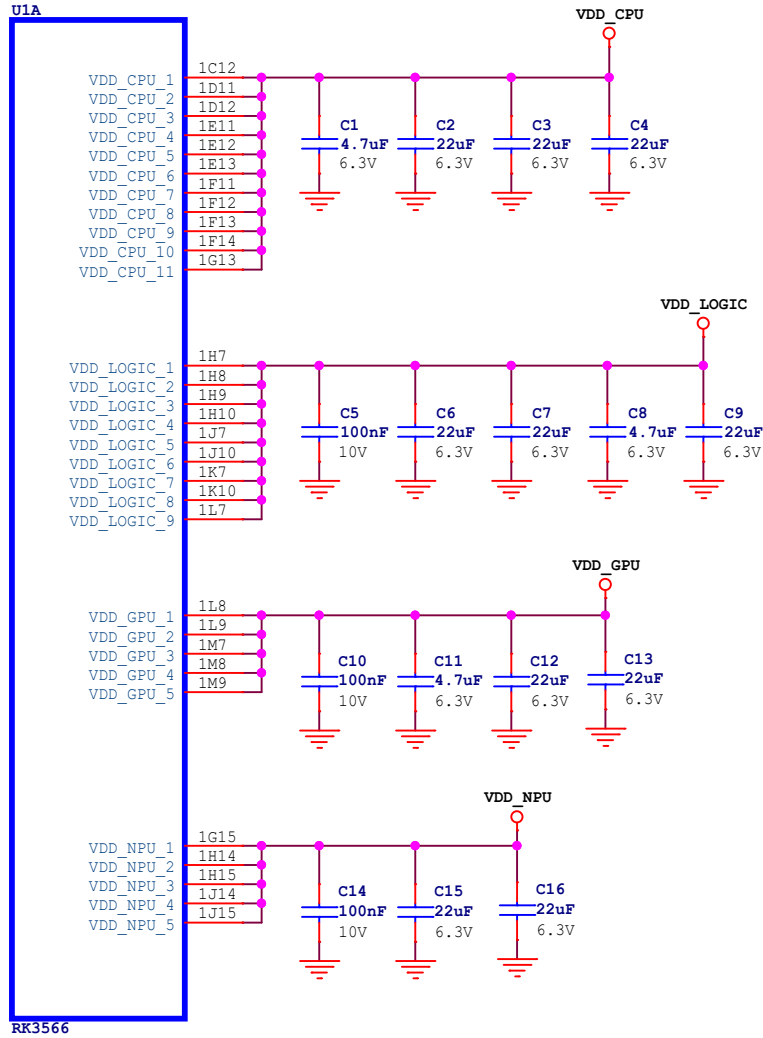 U1A
VDD_CPU
VDD_CPU_1 1C12
VDD_CPU_2 1D11
VDD_CPU_3 1D12
VDD_CPU_4 1E11
VDD_CPU_5 1E12
VDD_CPU_6 1E13
VDD_CPU_7 1F11
VDD_CPU_8 1F12
VDD_CPU_9 1F13
VDD_CPU_10 1F14
VDD_CPU_11 1G13
C1 C2 C3 C4
4.7uF 22uF 22uF 22uF
6.3V 6.3V 6.3V 6.3V
VDD_LOGIC
VDD_LOGIC_1 1H7
VDD_LOGIC_2 1H8
VDD_LOGIC_3 1H9
VDD_LOGIC_4 1H10
VDD_LOGIC_5 1J7
VDD_LOGIC_6 1J10
VDD_LOGIC_7 1K7
VDD_LOGIC_8 1K10
VDD_LOGIC_9 1L7
C5 C6 C7 C8 C9
100nF 22uF 22uF 4.7uF 22uF
10V 6.3V 6.3V 6.3V 6.3V
VDD_GPU
VDD_GPU_1 1L8
VDD_GPU_2 1L9
VDD_GPU_3 1M7
VDD_GPU_4 1M8
VDD_GPU_5 1M9
C10 C11 C12 C13
100nF 4.7uF 22uF 22uF
10V 6.3V 6.3V 6.3V
VDD_NPU
VDD_NPU_1 1G15
VDD_NPU_2 1H14
VDD_NPU_3 1H15
VDD_NPU_4 1J14
VDD_NPU_5 1J15
C14 C15 C16
100nF 22uF 22uF
10V 6.3V 6.3V
RK3566